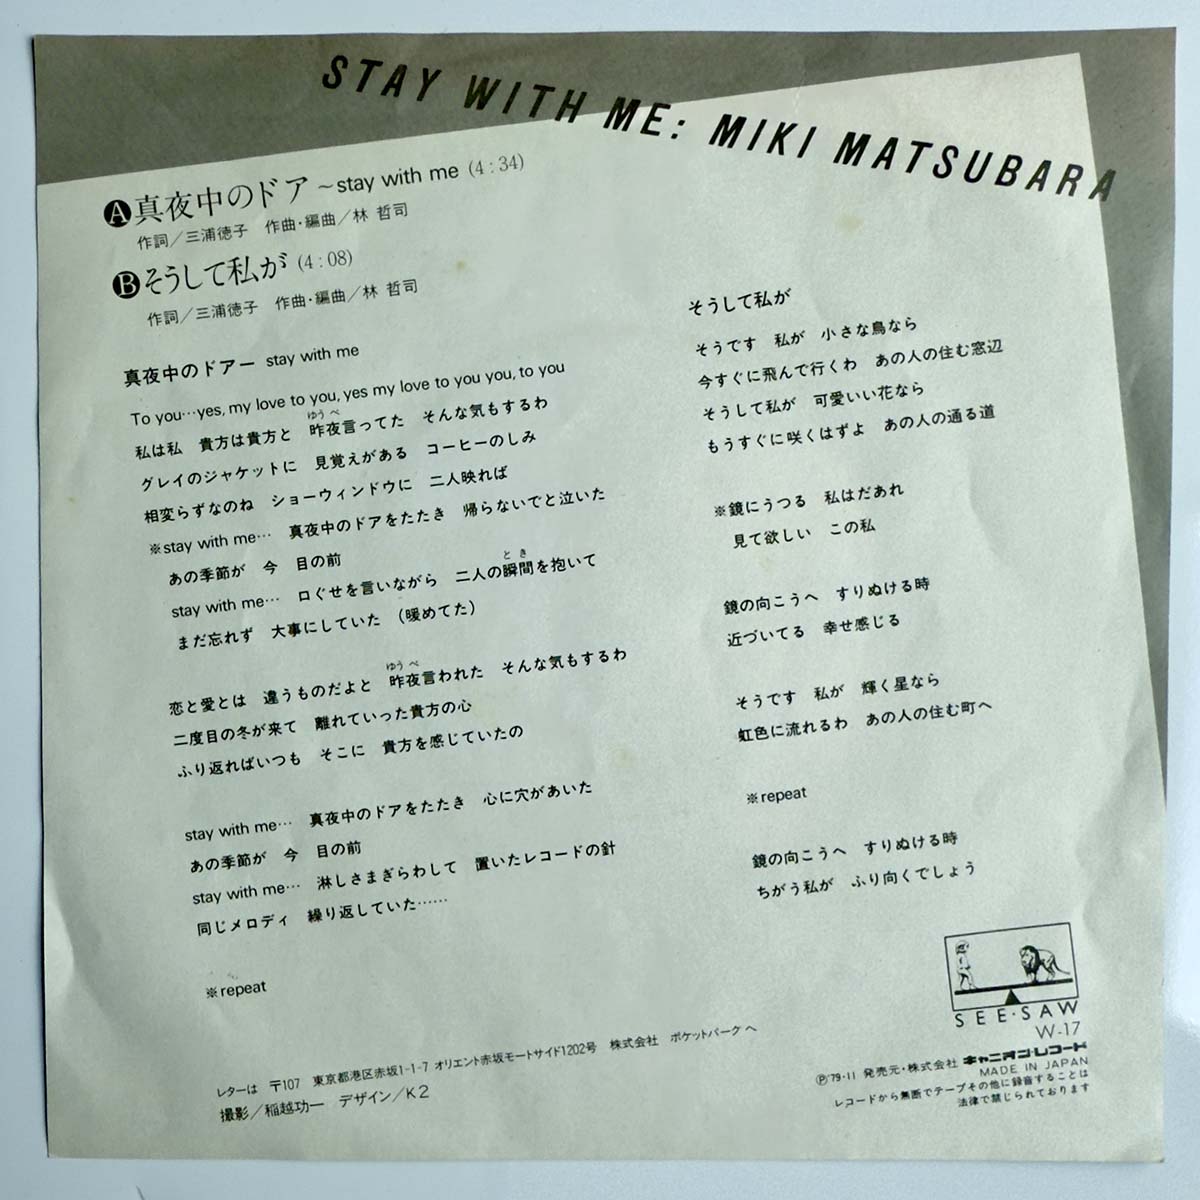 STAY WITH ME: MIKI MATSUBARA
Ⓐ真夜中のドア～stay with me (4:34)
作詞／三浦徳子　作曲・編曲／林 哲司
Ⓑそうして私が (4:08)
作詞／三浦徳子　作曲・編曲／林 哲司
真夜中のドアー stay with me
To you…yes, my love to you, yes my love to you you, to you
ゆうべ
私は私　貴方は貴方と　昨夜言ってた　そんな気もするわ
グレイのジャケットに　見覚えがある　コーヒーのしみ
相変らずなのね　ショーウィンドウに　二人映れば
※stay with me…　真夜中のドアをたたき　帰らないでと泣いた
あの季節が　今　目の前
とき
stay with me…　口ぐせを言いながら　二人の瞬間を抱いて
まだ忘れず　大事にしていた　（暖めてた）
ゆうべ
恋と愛とは　違うものだよと　昨夜言われた　そんな気もするわ
二度目の冬が来て　離れていった貴方の心
ふり返ればいつも　そこに　貴方を感じていたの
stay with me…　真夜中のドアをたたき　心に穴があいた
あの季節が　今　目の前
stay with me…　淋しさまぎらわして　置いたレコードの針
同じメロディ　繰り返していた……
※repeat
そうして私が
そうです　私が　小さな鳥なら
今すぐに飛んで行くわ　あの人の住む窓辺
そうして私が　可愛いい花なら
もうすぐに咲くはずよ　あの人の通る道
※鏡にうつる　私はだあれ
見て欲しい　この私
鏡の向こうへ　すりぬける時
近づいてる　幸せ感じる
そうです　私が　輝く星なら
虹色に流れるわ　あの人の住む町へ
※repeat
鏡の向こうへ　すりぬける時
ちがう私が　ふり向くでしょう
SEE・SAW
W-17
レターは　〒107　東京都港区赤坂1-1-7 オリエント赤坂モートサイド1202号　株式会社　ポケットパークへ
撮影／稲越功一　デザイン／K2
Ⓟ'79・11 発売元・株式会社 キャニオン・レコード
MADE IN JAPAN
レコードから無断でテープその他に録音することは
法律で禁じられております